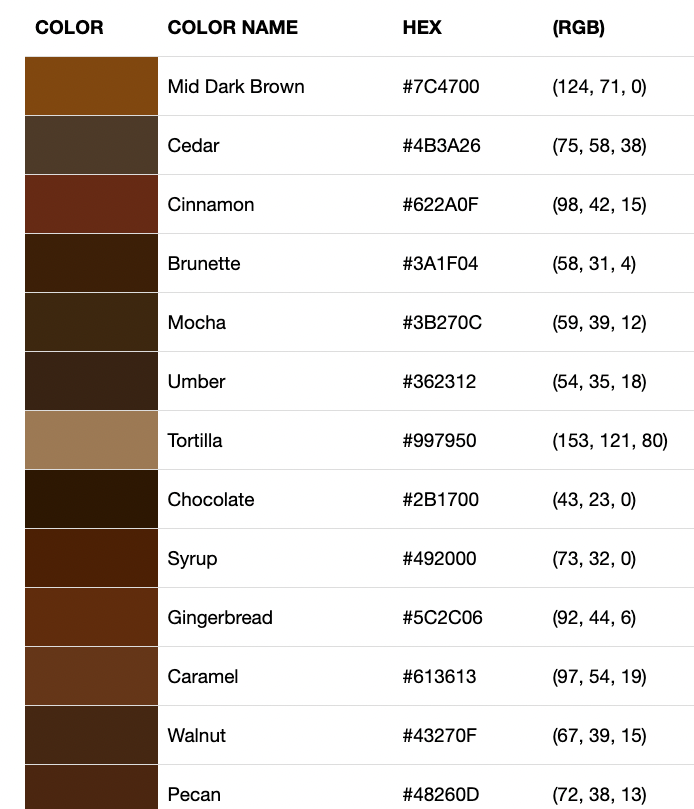 COLOR COLOR NAME HEX (RGB)
Mid Dark Brown #7C4700 (124, 71, 0)
Cedar #4B3A26 (75, 58, 38)
Cinnamon #622A0F (98, 42, 15)
Brunette #3A1F04 (58, 31, 4)
Mocha #3B270C (59, 39, 12)
Umber #362312 (54, 35, 18)
Tortilla #997950 (153, 121, 80)
Chocolate #2B1700 (43, 23, 0)
Syrup #492000 (73, 32, 0)
Gingerbread #5C2C06 (92, 44, 6)
Caramel #613613 (97, 54, 19)
Walnut #43270F (67, 39, 15)
Pecan #48260D (72, 38, 13)